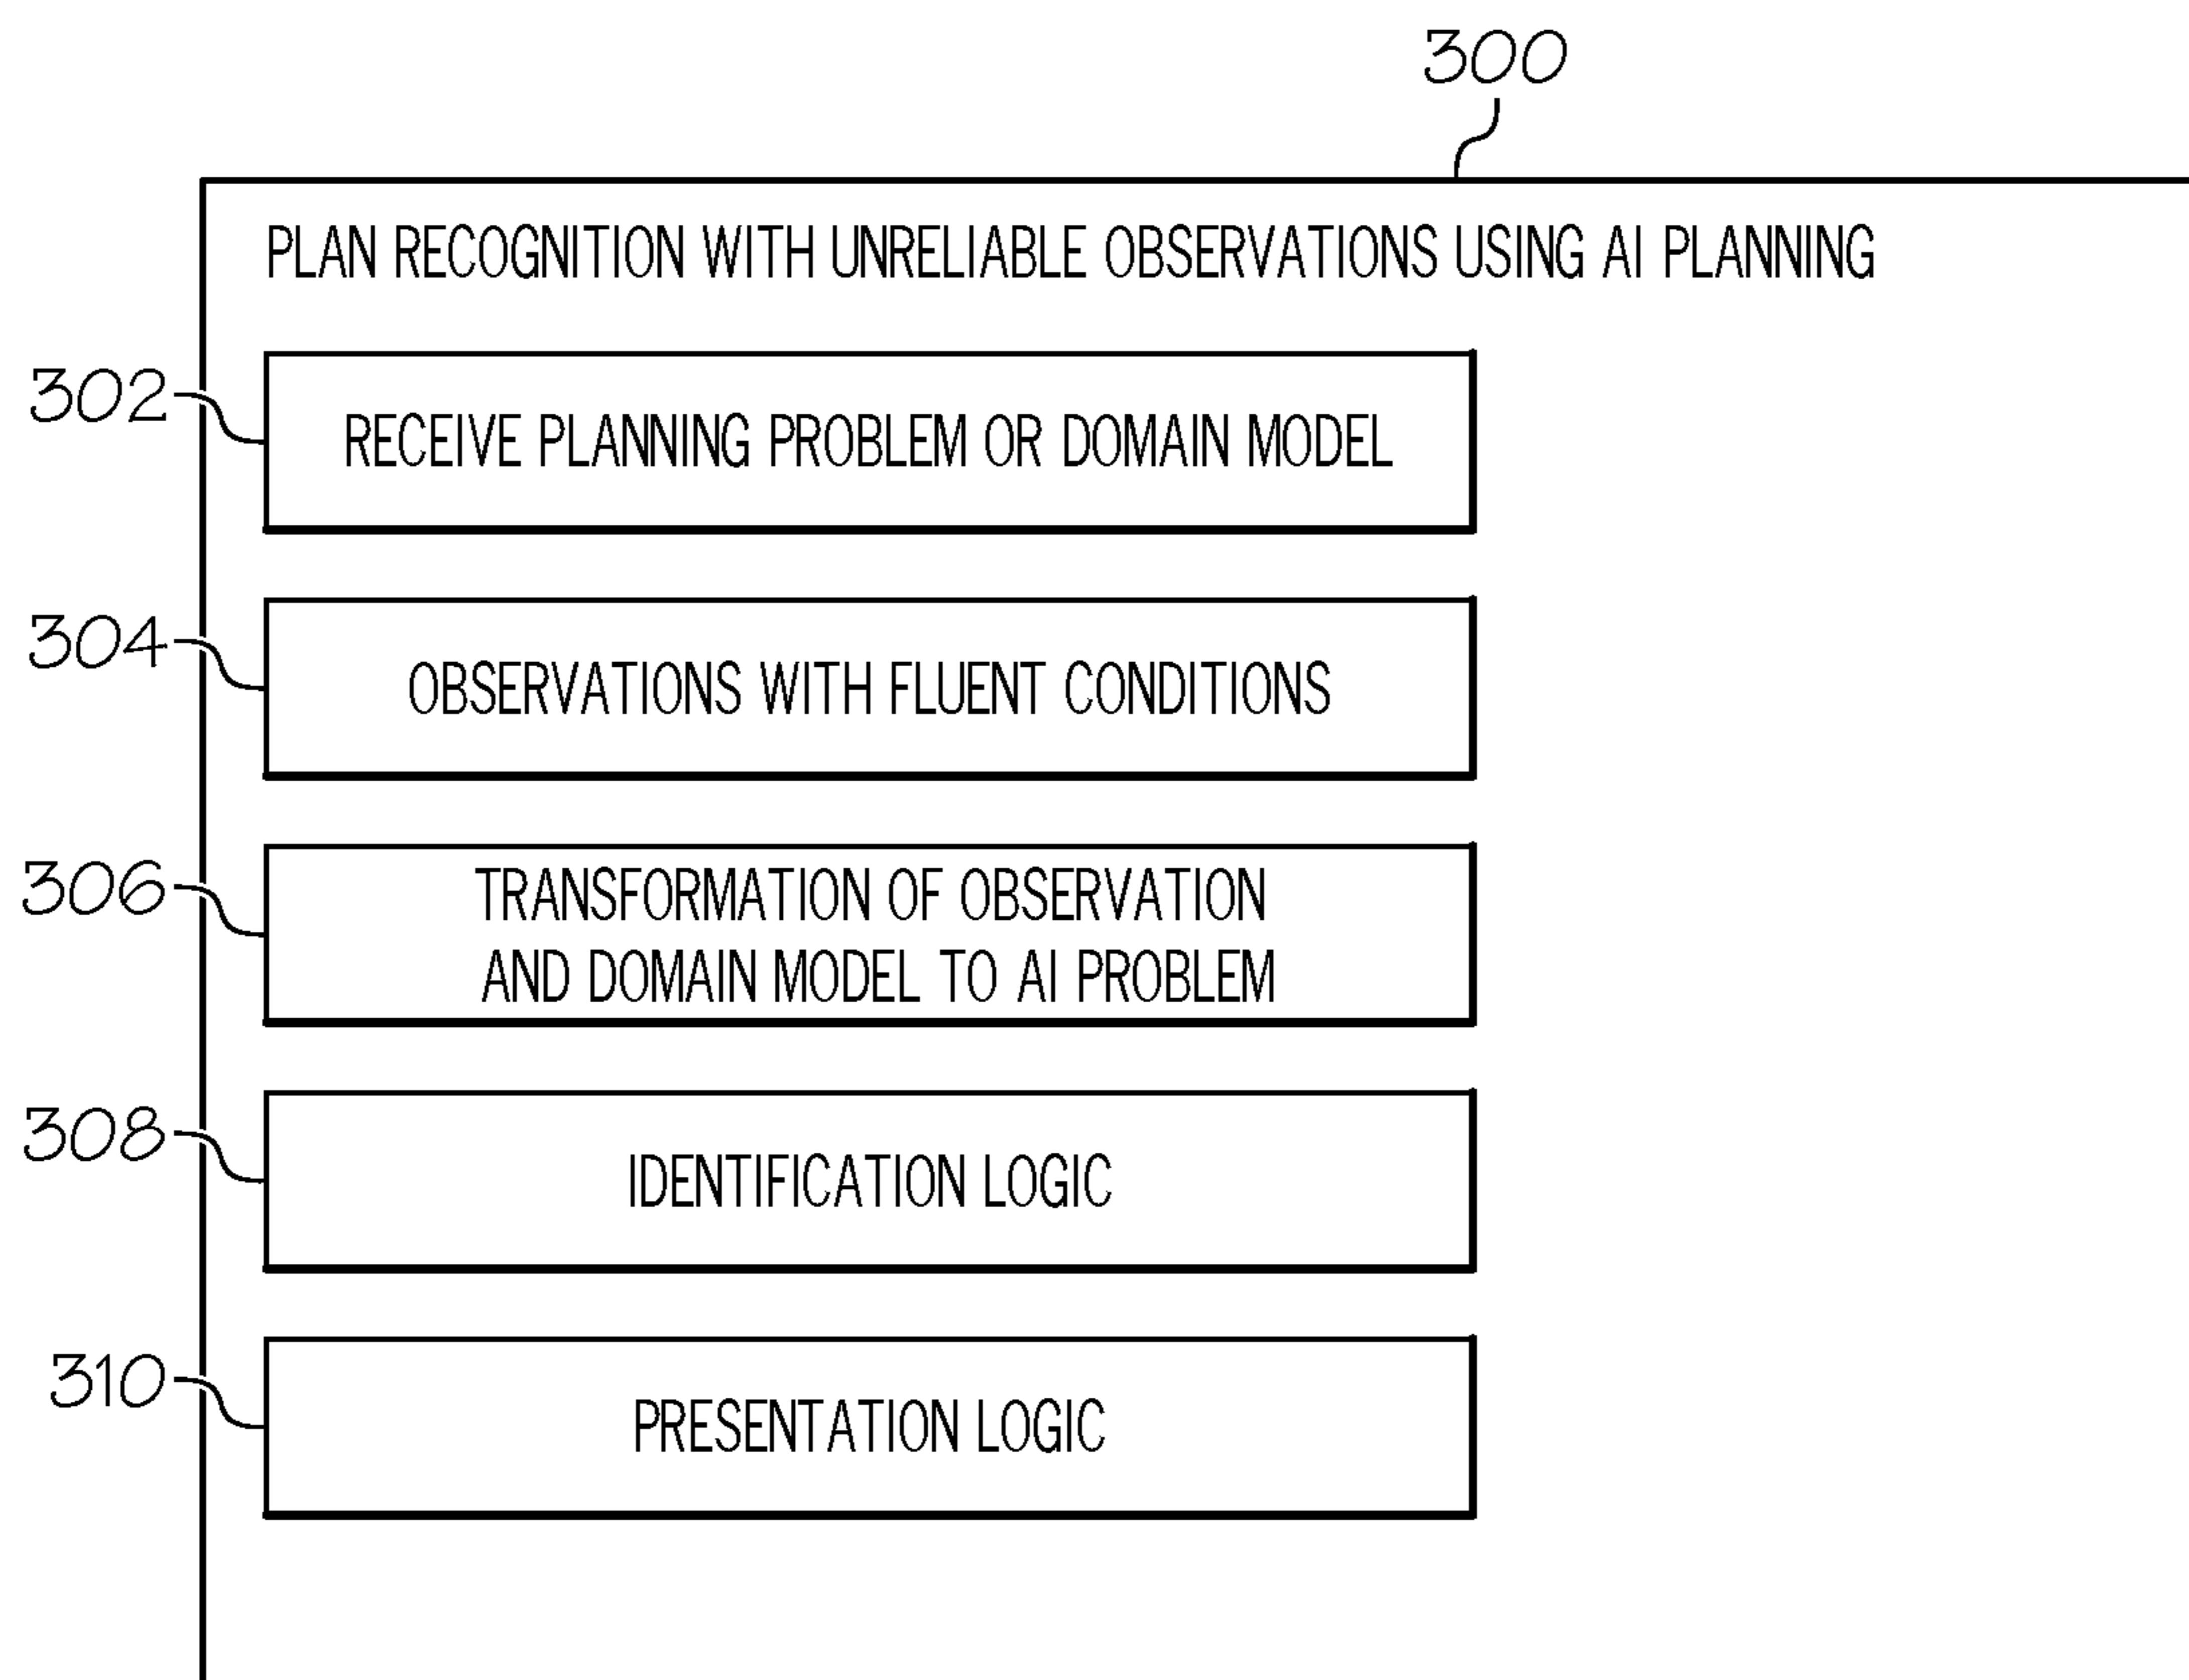 300
PLAN RECOGNITION WITH UNRELIABLE OBSERVATIONS USING AI PLANNING
302
RECEIVE PLANNING PROBLEM OR DOMAIN MODEL
304
OBSERVATIONS WITH FLUENT CONDITIONS
306
TRANSFORMATION OF OBSERVATION
AND DOMAIN MODEL TO AI PROBLEM
308
IDENTIFICATION LOGIC
310
PRESENTATION LOGIC